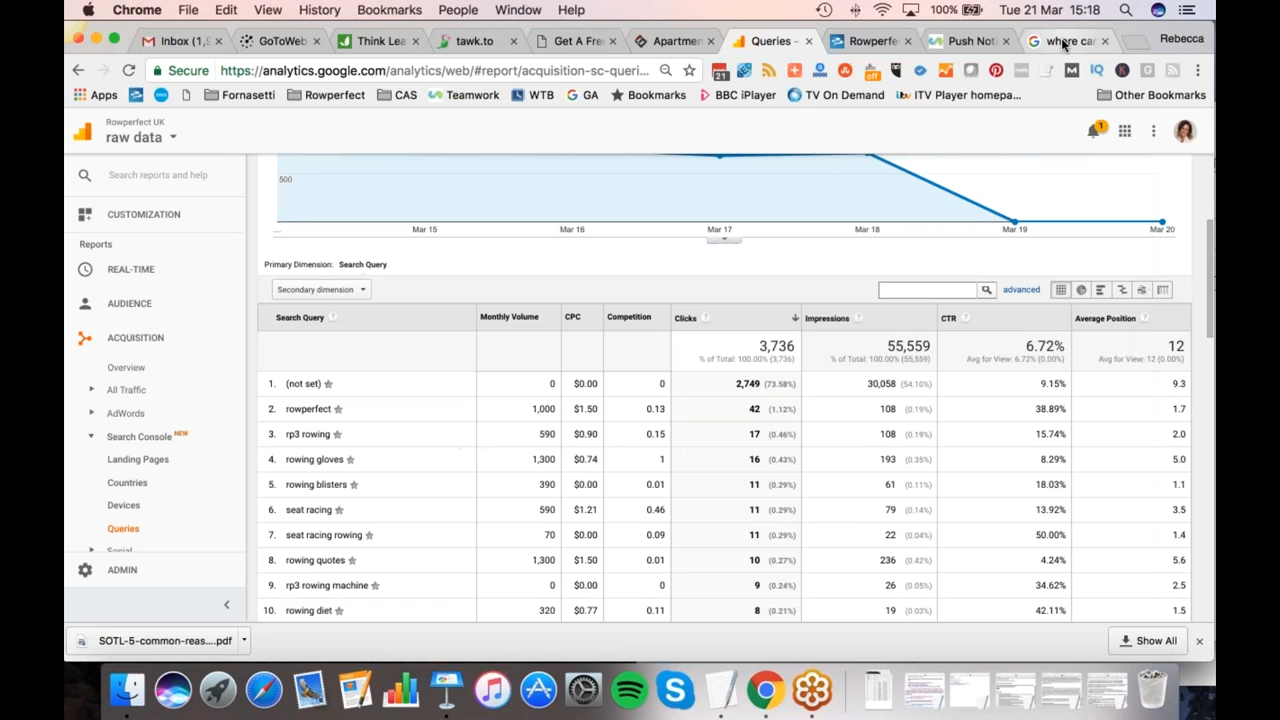 Chrome File Edit View History Bookmarks People Window Help 100% Tue 21 Mar 15:18
Inbox (1, GoToWeb Think Lea tawk.to Get A Fre Apartmen Queries - Rowperfe Push Noti where car Rebecca
Secure https://analytics.google.com/analytics/web/#report/acquisition-sc-queri... 21 off IQ
Apps Fornasetti Rowperfect CAS Teamwork WTB GA Bookmarks BBC iPlayer TV On Demand ITV Player homepa... Other Bookmarks
Rowperfect UK
raw data 1
Search reports and help
CUSTOMIZATION
Reports
REAL-TIME
AUDIENCE
ACQUISITION
Overview
All Traffic
AdWords
Search Console NEW
Landing Pages
Countries
Devices
Queries
Social
ADMIN
500
... Mar 15 Mar 16 Mar 17 Mar 18 Mar 19 Mar 20
Primary Dimension: Search Query
Secondary dimension advanced
Search Query Monthly Volume CPC Competition Clicks Impressions CTR Average Position
3,736 55,559 6.72% 12
% of Total: 100.00% (3,736) % of Total: 100.00% (55,559) Avg for View: 6.72% (0.00%) Avg for View: 12 (0.00%)
1. (not set) 0 $0.00 0 2,749 (73.58%) 30,058 (54.10%) 9.15% 9.3
2. rowperfect 1,000 $1.50 0.13 42 (1.12%) 108 (0.19%) 38.89% 1.7
3. rp3 rowing 590 $0.90 0.15 17 (0.46%) 108 (0.19%) 15.74% 2.0
4. rowing gloves 1,300 $0.74 1 16 (0.43%) 193 (0.35%) 8.29% 5.0
5. rowing blisters 390 $0.00 0.01 11 (0.29%) 61 (0.11%) 18.03% 1.1
6. seat racing 590 $1.21 0.46 11 (0.29%) 79 (0.14%) 13.92% 3.5
7. seat racing rowing 70 $0.00 0.09 11 (0.29%) 22 (0.04%) 50.00% 1.4
8. rowing quotes 1,300 $1.50 0.01 10 (0.27%) 236 (0.42%) 4.24% 5.6
9. rp3 rowing machine 0 $0.00 0 9 (0.24%) 26 (0.05%) 34.62% 2.5
10. rowing diet 320 $0.77 0.11 8 (0.21%) 19 (0.03%) 42.11% 1.5
SOTL-5-common-reas....pdf Show All